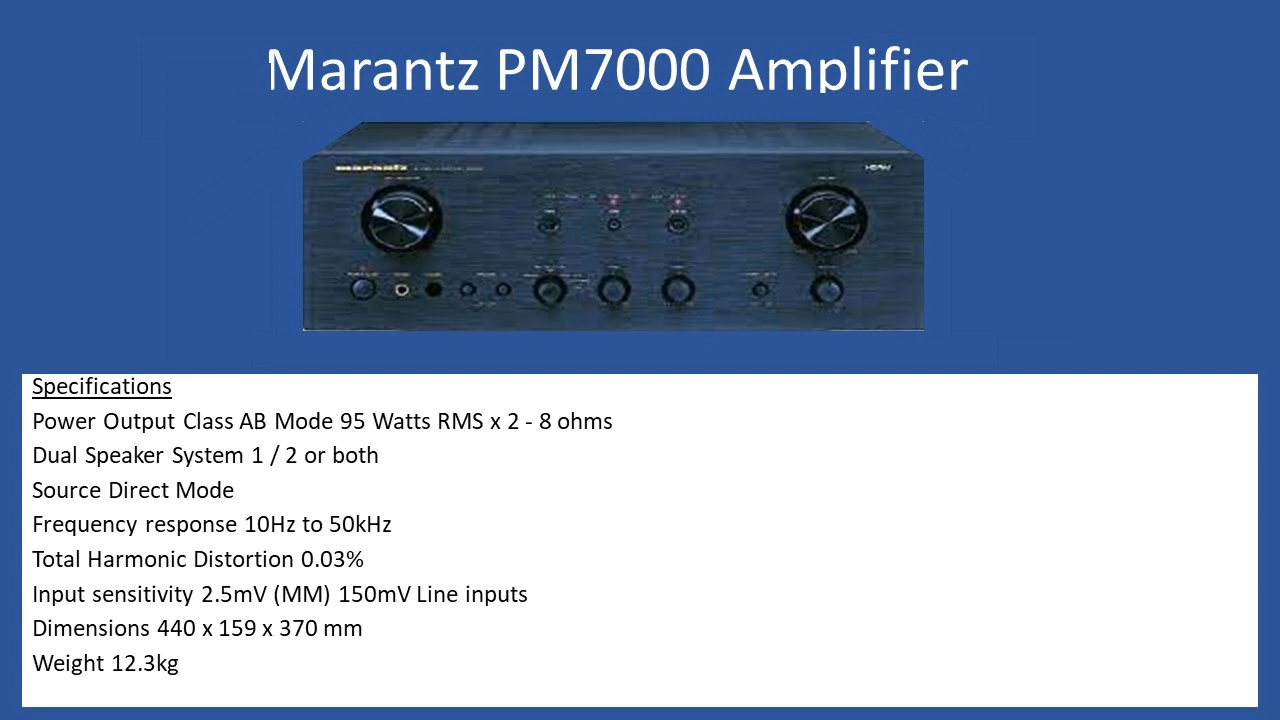 Marantz PM7000 Amplifier
marantz
Specifications
Power Output Class AB Mode 95 Watts RMS x 2 - 8 ohms
Dual Speaker System 1 / 2 or both
Source Direct Mode
Frequency response 10Hz to 50kHz
Total Harmonic Distortion 0.03%
Input sensitivity 2.5mV (MM) 150mV Line inputs
Dimensions 440 x 159 x 370 mm
Weight 12.3kg